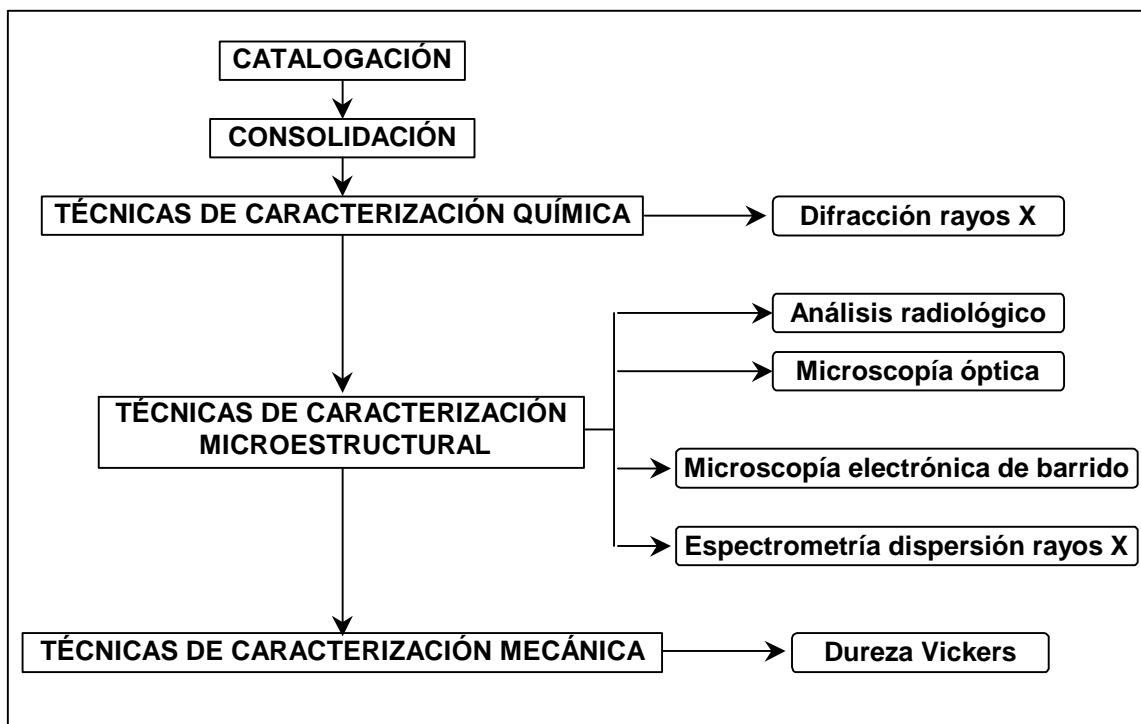 CATALOGACIÓN
CONSOLIDACIÓN
TÉCNICAS DE CARACTERIZACIÓN QUÍMICA
Difracción rayos X
Análisis radiológico
Microscopía óptica
TÉCNICAS DE CARACTERIZACIÓN
MICROESTRUCTURAL
Microscopía electrónica de barrido
Espectrometría dispersión rayos X
TÉCNICAS DE CARACTERIZACIÓN MECÁNICA
Dureza Vickers